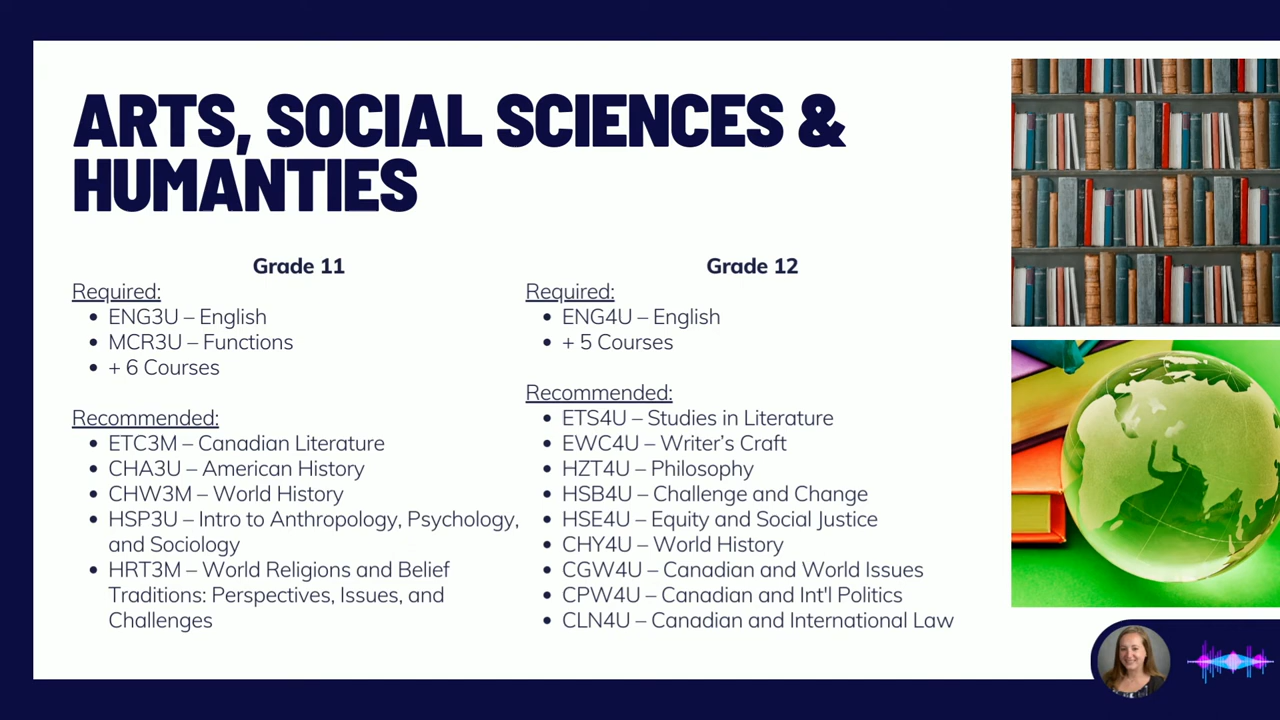 ARTS, SOCIAL SCIENCES &
HUMANTIES
Grade 11
Required:
• ENG3U – English
• MCR3U – Functions
• + 6 Courses
Recommended:
• ETC3M – Canadian Literature
• CHA3U – American History
• CHW3M – World History
• HSP3U – Intro to Anthropology, Psychology,
and Sociology
• HRT3M – World Religions and Belief
Traditions: Perspectives, Issues, and
Challenges
Grade 12
Required:
• ENG4U – English
• + 5 Courses
Recommended:
• ETS4U – Studies in Literature
• EWC4U – Writer’s Craft
• HZT4U – Philosophy
• HSB4U – Challenge and Change
• HSE4U – Equity and Social Justice
• CHY4U – World History
• CGW4U – Canadian and World Issues
• CPW4U – Canadian and Int'l Politics
• CLN4U – Canadian and International Law